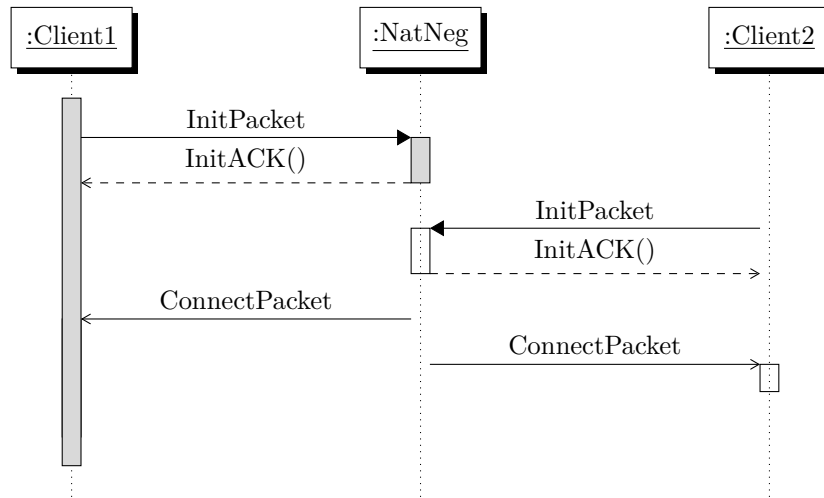 :Client1
:NatNeg
:Client2
InitPacket
InitACK()
InitPacket
InitACK()
ConnectPacket
ConnectPacket